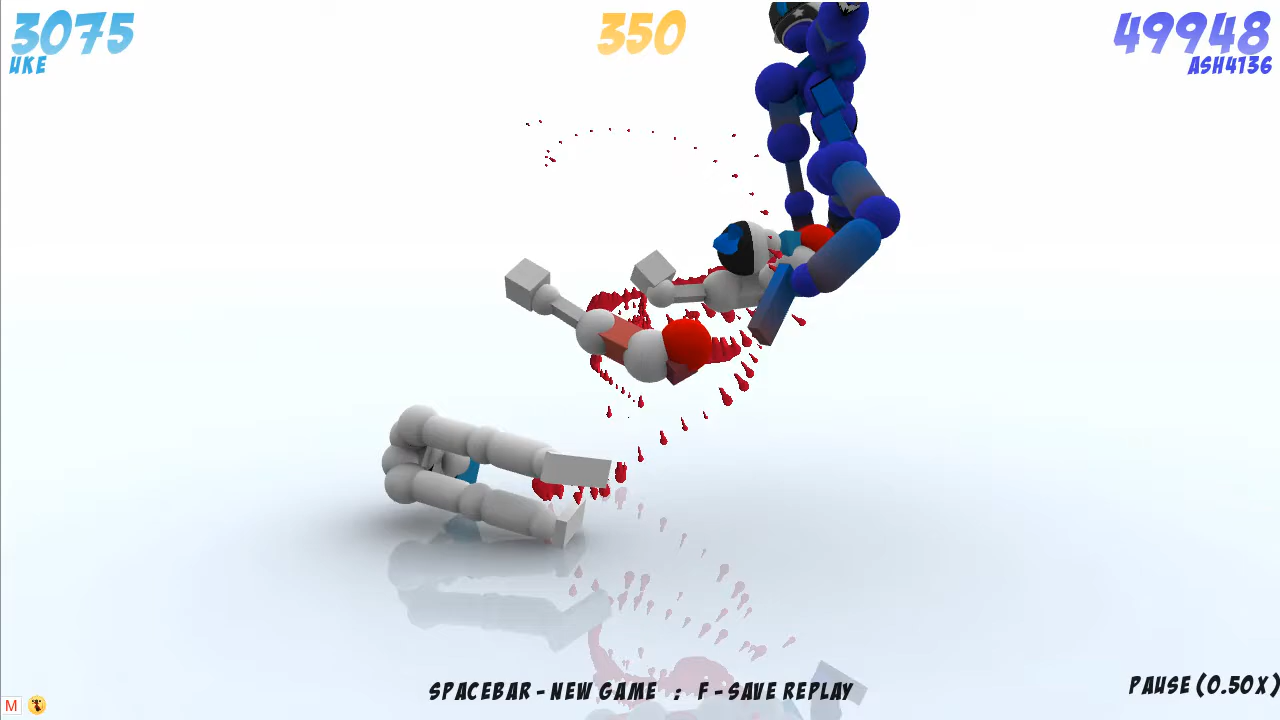 3075
UKE
350
49948
ASH4136
SPACEBAR - NEW GAME : F - SAVE REPLAY
PAUSE (0.50X)
M